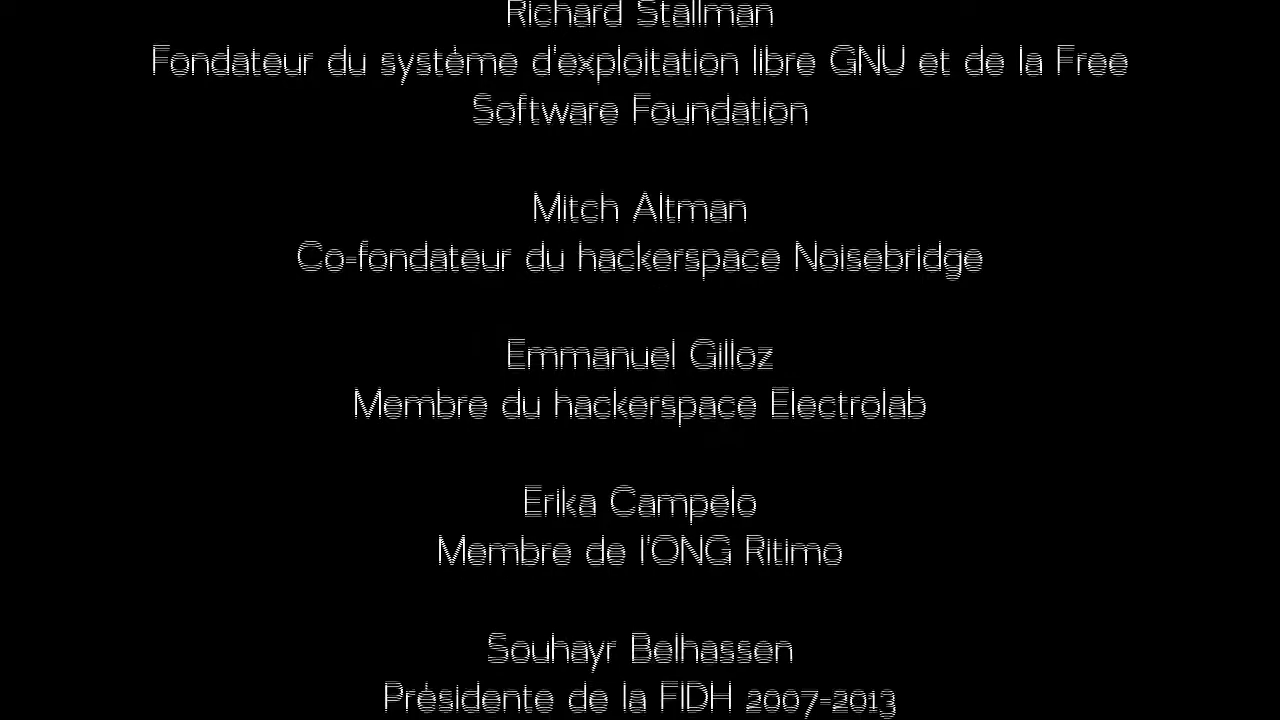 Richard Stallman
Fondateur du système d'exploitation libre GNU et de la Free
Software Foundation
Mitch Altman
Co-fondateur du hackerspace Noisebridge
Emmanuel Gilloz
Membre du hackerspace Electrolab
Erika Campelo
Membre de l'ONG Ritimo
Souhayr Belhassen
Présidente de la FIDH 2007-2013